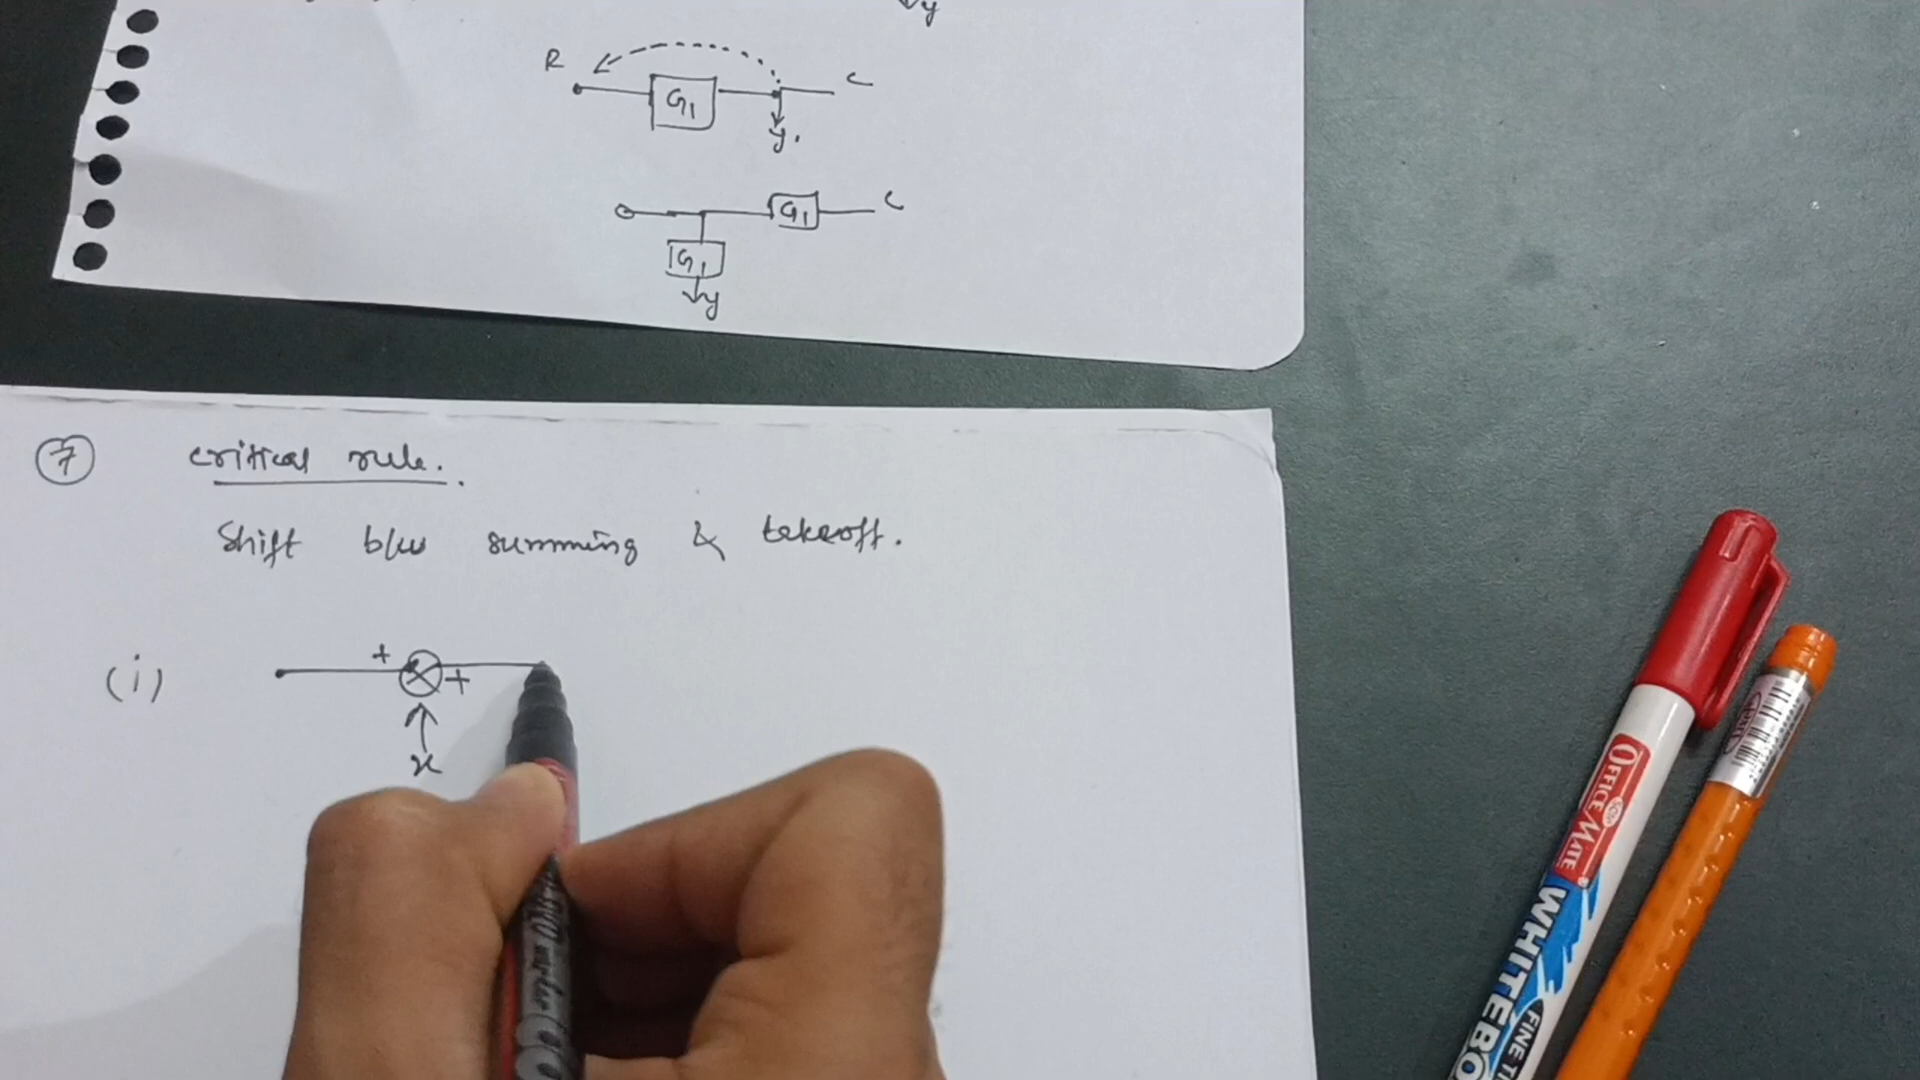 y
R
G1
C
y.
G1
C
G1
y
7 critical rule.
Shift b/w summing & takeoff.
(i)
+
+
x
OFFICE MATE
WHITEBO
FINE T